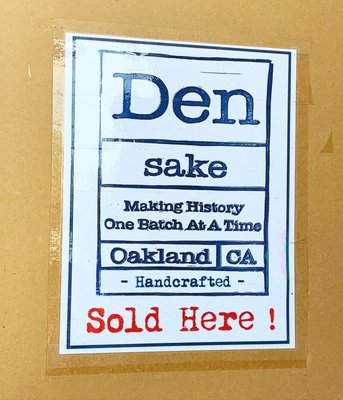 Den
sake
Making History
One Batch At A Time
Oakland CA
- Handcrafted -
Sold Here !